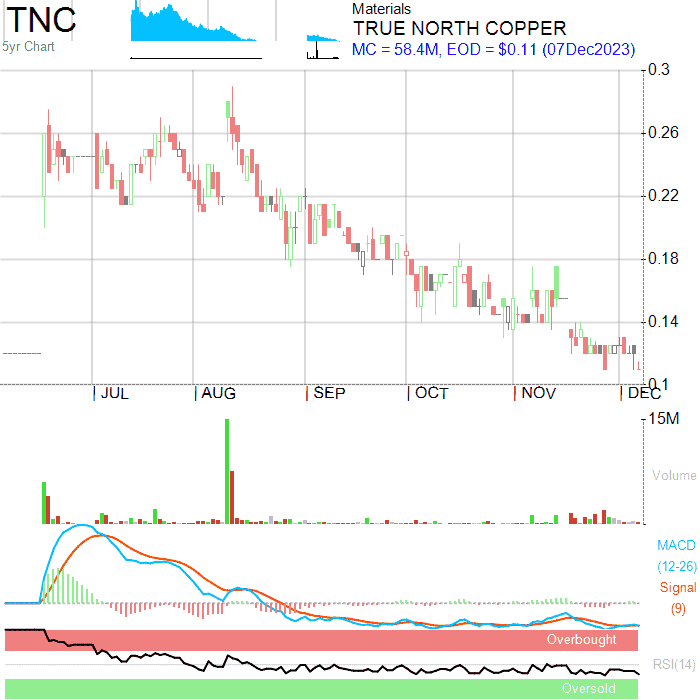 TNC
5yr Chart
Materials
TRUE NORTH COPPER
MC = 58.4M, EOD = $0.11 (07Dec2023)
0.3
0.26
0.22
0.18
0.14
0.1
JUL AUG SEP OCT NOV DEC
15M
Volume
MACD
(12-26)
Signal
(9)
Overbought
RSI(14)
Oversold